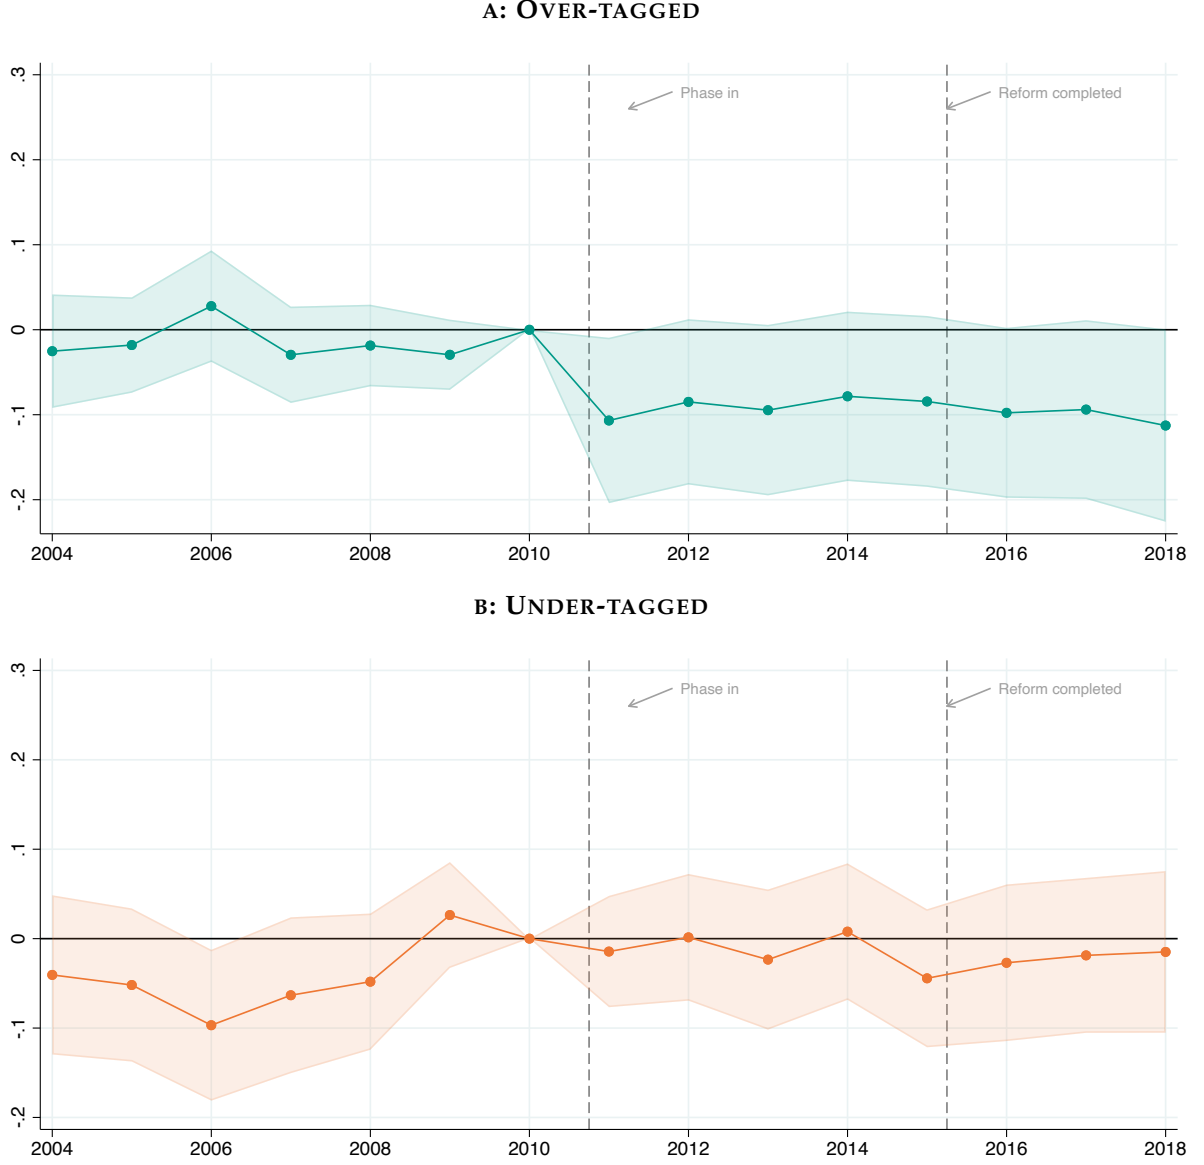 A: OVER-TAGGED
.3
.2
.1
0
-.1
-.2
Phase in
Reform completed
2004 2006 2008 2010 2012 2014 2016 2018
B: UNDER-TAGGED
.3
.2
.1
0
-.1
-.2
Phase in
Reform completed
2004 2006 2008 2010 2012 2014 2016 2018